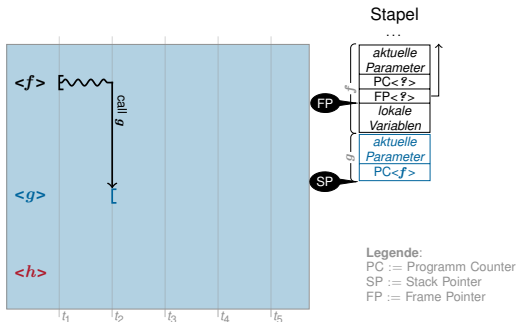 Stapel
...
aktuelle
Parameter
PC<?>
FP<?>
lokale
Variablen
aktuelle
Parameter
PC<f>
f
g
FP
SP
<f>
call g
<g>
<h>
t1
t2
t3
t4
t5
Legende:
PC := Programm Counter
SP := Stack Pointer
FP := Frame Pointer